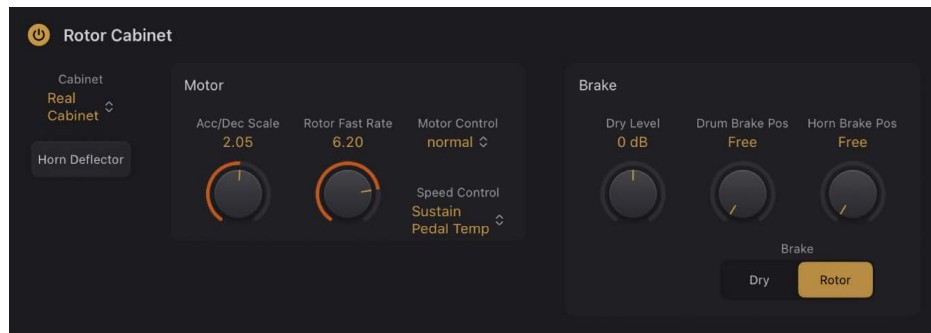 Rotor Cabinet
Cabinet
Real
Cabinet
Horn Deflector
Motor
Acc/Dec Scale
2.05
Rotor Fast Rate
6.20
Motor Control
normal
Speed Control
Sustain
Pedal Temp
Brake
Dry Level
0 dB
Drum Brake Pos
Free
Horn Brake Pos
Free
Brake
Dry
Rotor